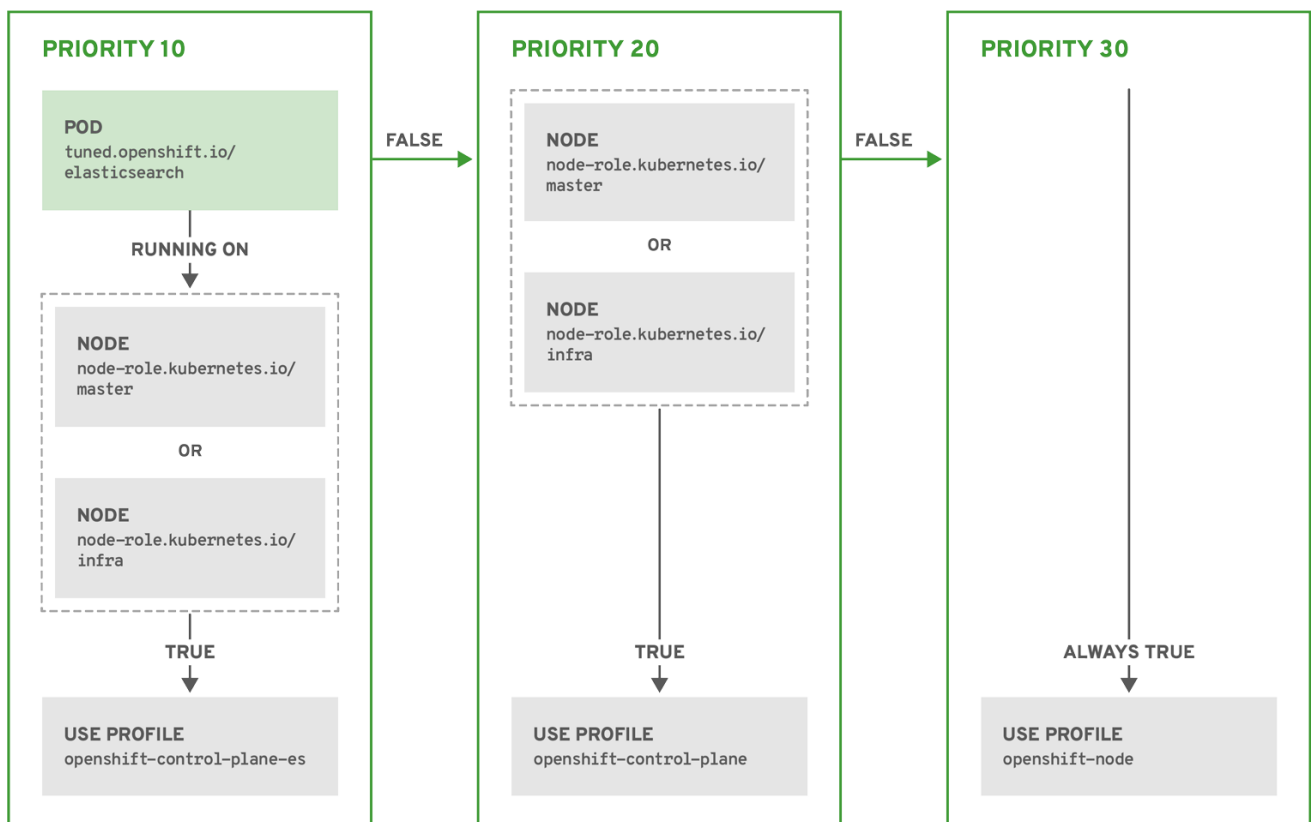 PRIORITY 10
POD
tuned.openshift.io/
elasticsearch
RUNNING ON
NODE
node-role.kubernetes.io/
master
OR
NODE
node-role.kubernetes.io/
infra
TRUE
USE PROFILE
openshift-control-plane-es
FALSE
PRIORITY 20
NODE
node-role.kubernetes.io/
master
OR
NODE
node-role.kubernetes.io/
infra
TRUE
USE PROFILE
openshift-control-plane
FALSE
PRIORITY 30
ALWAYS TRUE
USE PROFILE
openshift-node